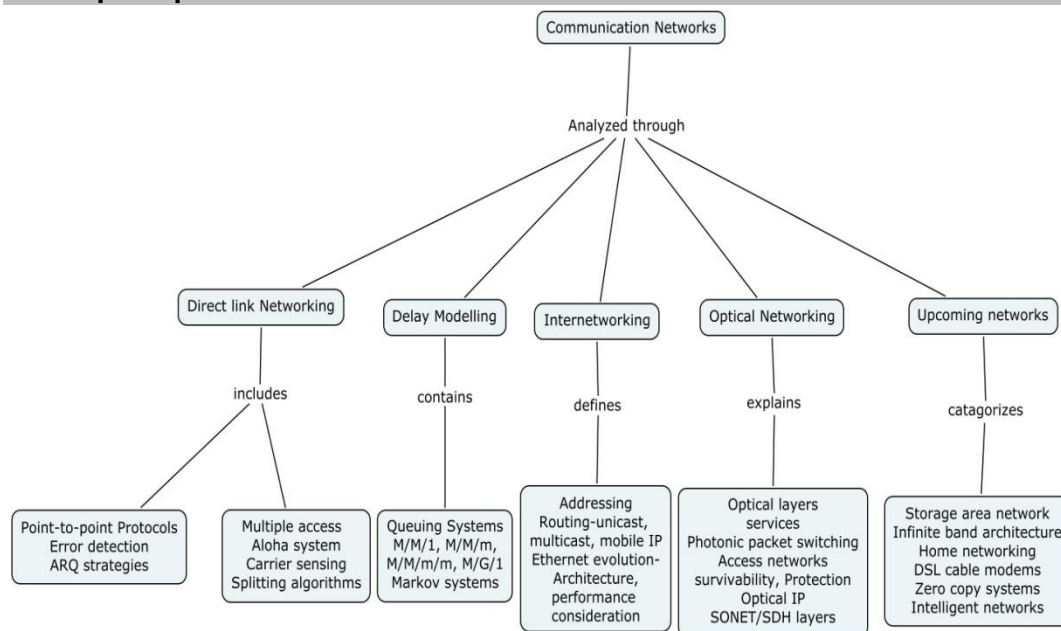 Communication Networks
Analyzed through
Direct link Networking
Delay Modelling
Internetworking
Optical Networking
Upcoming networks
includes
contains
defines
explains
catagorizes
Point-to-point Protocols
Error detection
ARQ strategies
Multiple access
Aloha system
Carrier sensing
Splitting algorithms
Queuing Systems
M/M/1, M/M/m,
M/M/m/m, M/G/1
Markov systems
Addressing
Routing-unicast,
multicast, mobile IP
Ethernet evolution-
Architecture,
performance
consideration
Optical layers
services
Photonic packet switching
Access networks
survivability, Protection
Optical IP
SONET/SDH layers
Storage area network
Infinite band architecture
Home networking
DSL cable modems
Zero copy systems
Intelligent networks